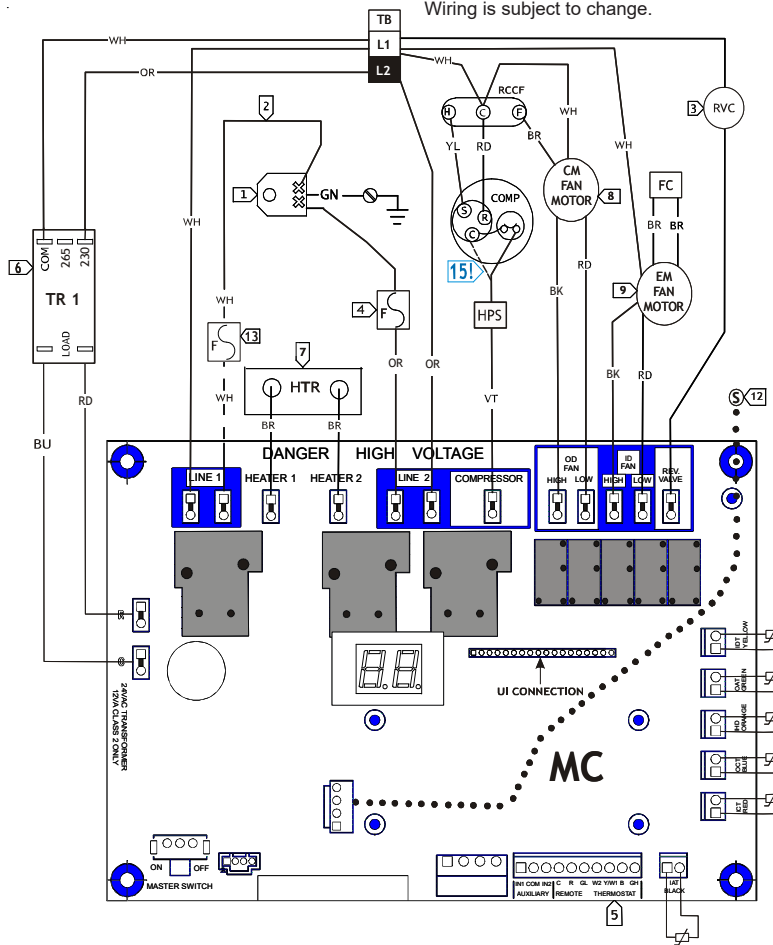 Wiring is subject to change.
TB
L1
L2
WH
OR
WH
RCCF
H
C
F
WH
BR
YL
RD
3
RVC
2
1
GN
COMP
S
R
C
CM
FAN
MOTOR
8
WH
FC
BR
BR
WH
15!
6
COM
265
230
TR 1
LOAD
4
F
HPS
RD
BK
9
EM
FAN
MOTOR
WH
F
13
7
HTR
OR
OR
VT
BK
RD
RD
BU
WH
BR
BR
S
12
DANGER HIGH VOLTAGE
LINE 1
HEATER 1
HEATER 2
LINE 2
COMPRESSOR
OD
FAN
HIGH
LOW
ID
FAN
HIGH
LOW
REV.
VALVE
24VAC TRANSFORMER
12VA CLASS 2 ONLY
UI CONNECTION
MC
IDT
YELLOW
OAT
GREEN
IHD
ORANGE
OCT
BLUE
ICT
RED
ON
OFF
MASTER SWITCH
IN1 COM IN2 C R GL W2 Y/W1 B GH
AUXILIARY REMOTE THERMOSTAT
5
IAT
BLACK